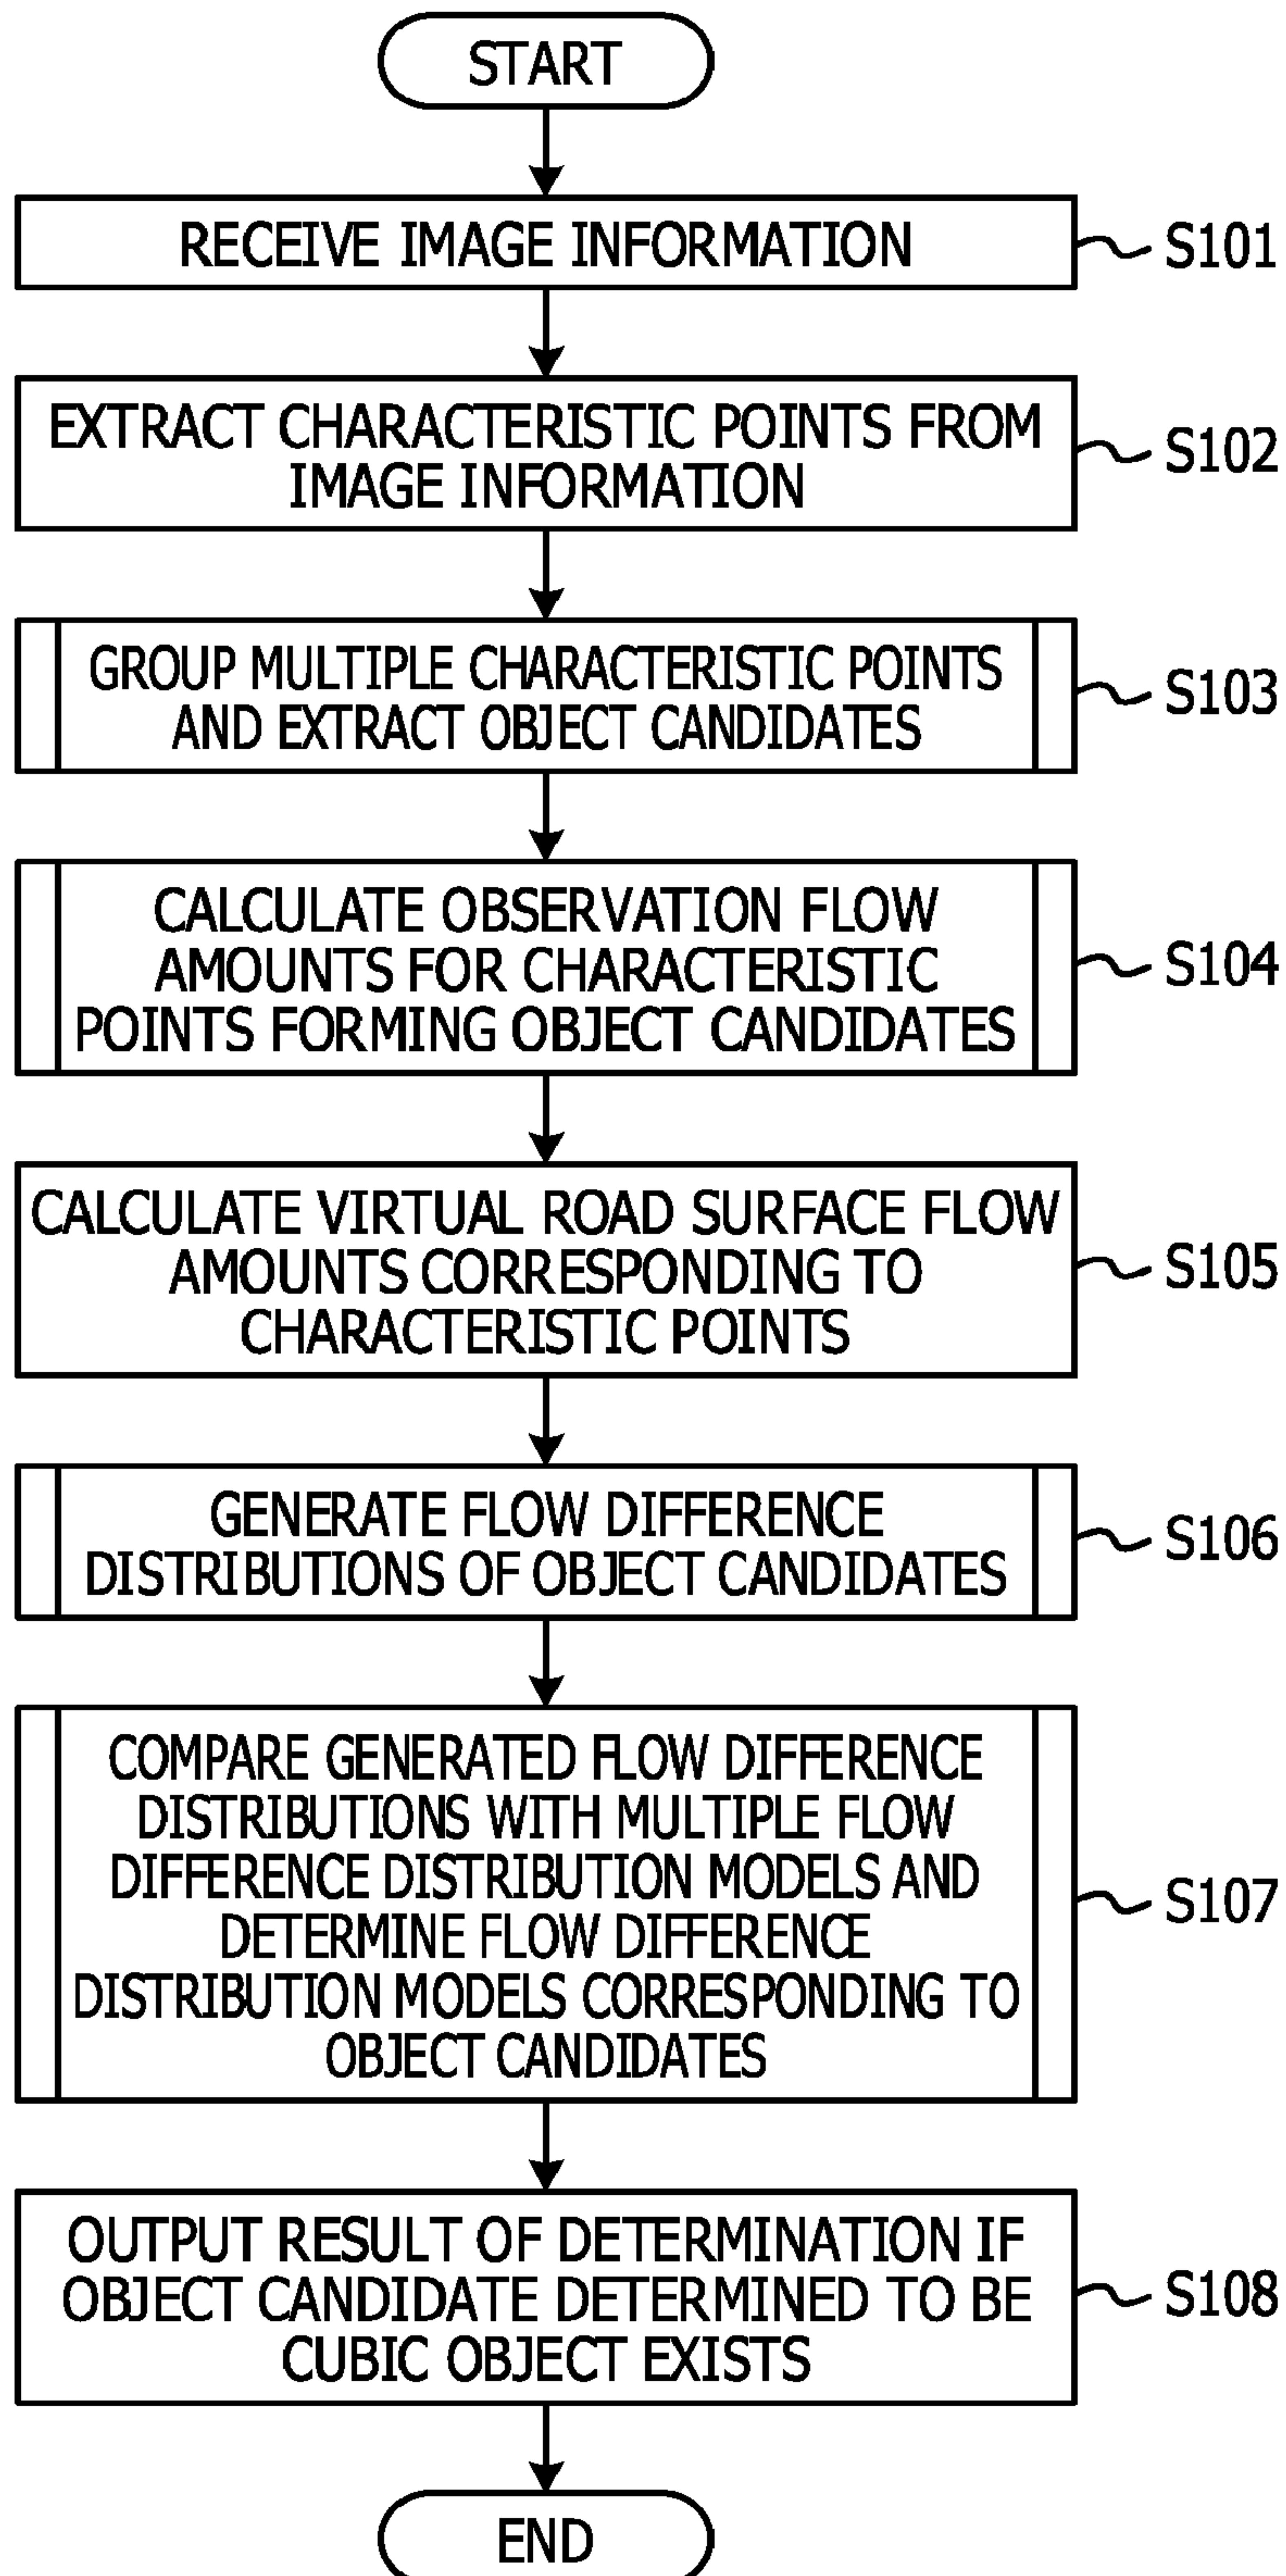 START
RECEIVE IMAGE INFORMATION
S101
EXTRACT CHARACTERISTIC POINTS FROM
IMAGE INFORMATION
S102
GROUP MULTIPLE CHARACTERISTIC POINTS
AND EXTRACT OBJECT CANDIDATES
S103
CALCULATE OBSERVATION FLOW
AMOUNTS FOR CHARACTERISTIC
POINTS FORMING OBJECT CANDIDATES
S104
CALCULATE VIRTUAL ROAD SURFACE FLOW
AMOUNTS CORRESPONDING TO
CHARACTERISTIC POINTS
S105
GENERATE FLOW DIFFERENCE
DISTRIBUTIONS OF OBJECT CANDIDATES
S106
COMPARE GENERATED FLOW DIFFERENCE
DISTRIBUTIONS WITH MULTIPLE FLOW
DIFFERENCE DISTRIBUTION MODELS AND
DETERMINE FLOW DIFFERENCE
DISTRIBUTION MODELS CORRESPONDING TO
OBJECT CANDIDATES
S107
OUTPUT RESULT OF DETERMINATION IF
OBJECT CANDIDATE DETERMINED TO BE
CUBIC OBJECT EXISTS
S108
END